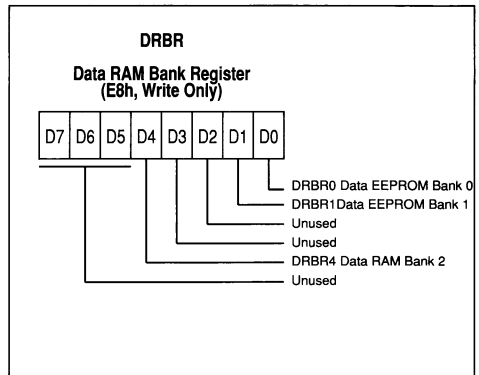 DRBR
Data RAM Bank Register
(E8h, Write Only)
D7 D6 D5 D4 D3 D2 D1 D0
DRBR0 Data EEPROM Bank 0
DRBR1Data EEPROM Bank 1
Unused
Unused
DRBR4 Data RAM Bank 2
Unused